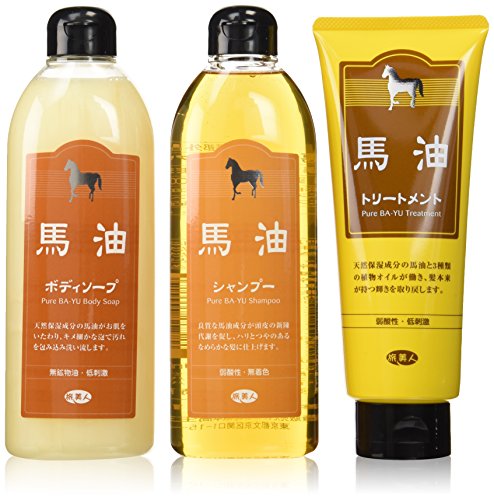 馬油
ボディソープ
Pure BA-YU Body Soap
天然保湿成分の馬油がお肌を
いたわり、キメ細かな泡で汚れを
包み込み洗い流します。
無鉱物油・低刺激
旅美人
馬油
シャンプー
Pure BA-YU Shampoo
良質な馬油成分が頭皮の新陳
代謝を促し、ハリとつやのある
なめらかな髪に仕上げます。
弱酸性・無着色
旅美人
馬油
トリートメント
Pure BA-YU Treatment
天然保湿成分の馬油と3種類
の植物オイルが働き、髪本来
が持つ輝きを取り戻します。
弱酸性・低刺激
旅美人